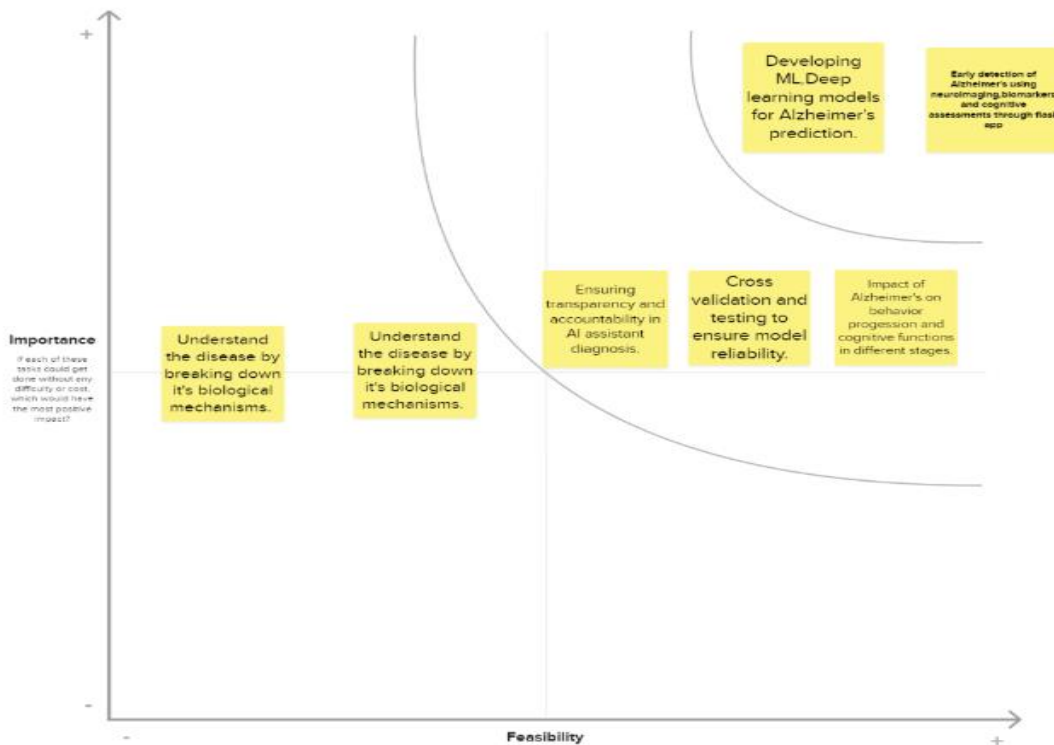 +
Developing
ML,Deep
learning models
for Alzheimer's
prediction.
Early detection of
Alzheimer's using
neuroimaging,biomarkers
and cognitive
assessments through flask
app
Ensuring
transparency and
accountability in
AI assistant
diagnosis.
Cross
validation and
testing to
ensure model
reliability.
Impact of
Alzheimer's on
behavior
progession and
cognitive functions
in different stages.
Importance
If each of these
tasks could get
done without any
difficulty or cost,
which would have
the most positive
impact?
Understand
the disease by
breaking down
it's biological
mechanisms.
Understand
the disease by
breaking down
it's biological
mechanisms.
-
-
Feasibility
+